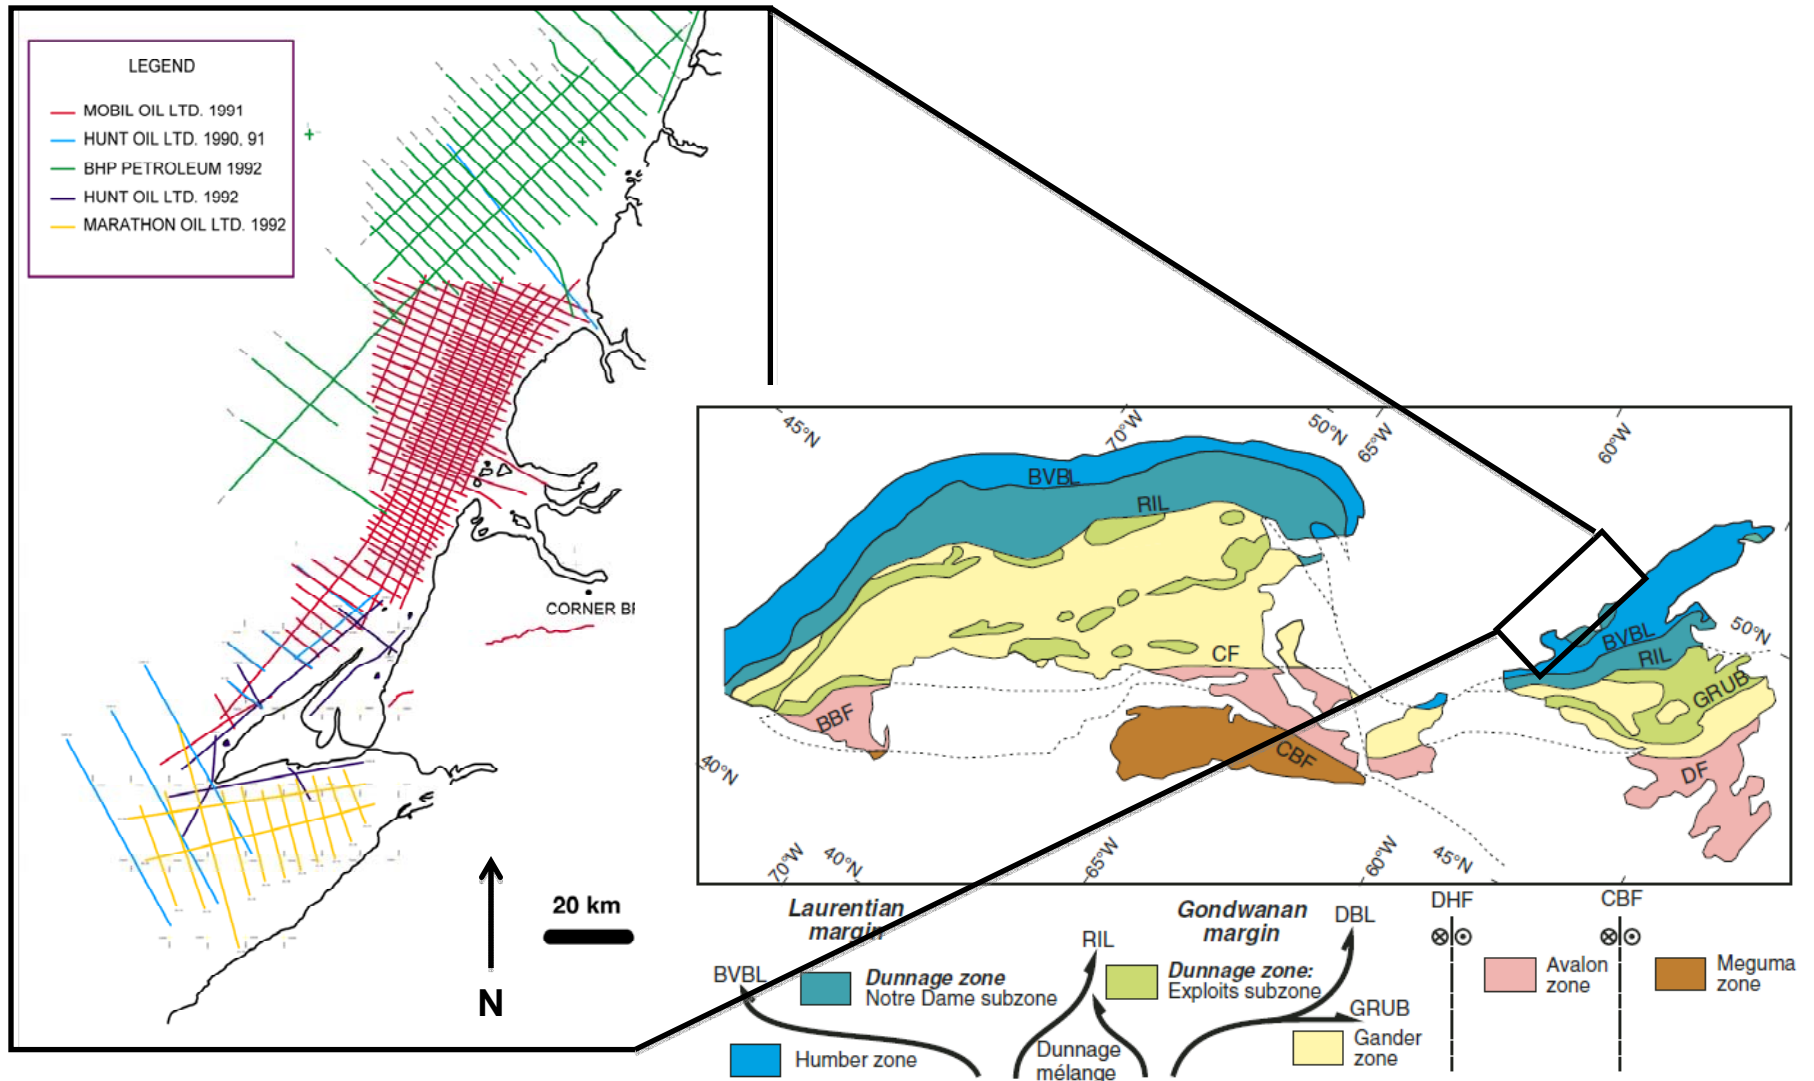 LEGEND
MOBIL OIL LTD. 1991
HUNT OIL LTD. 1990, 91
BHP PETROLEUM 1992
HUNT OIL LTD. 1992
MARATHON OIL LTD. 1992
CORNER
20 km
N
45°N
70°W
50°N
65°W
60°W
BVBL
RIL
CF
BBF
CBF
BVBL
RIL
GRUB
DF
50°N
40°N
70°W
40°N
65°W
60°W
45°N
Laurentian
margin
Gondwanan
margin
DBL
DHF
CBF
RIL
BVBL
Dunnage zone
Notre Dame subzone
Dunnage zone:
Exploits subzone
Avalon
zone
Meguma
zone
GRUB
Humber zone
Dunnage
mélange
Gander
zone